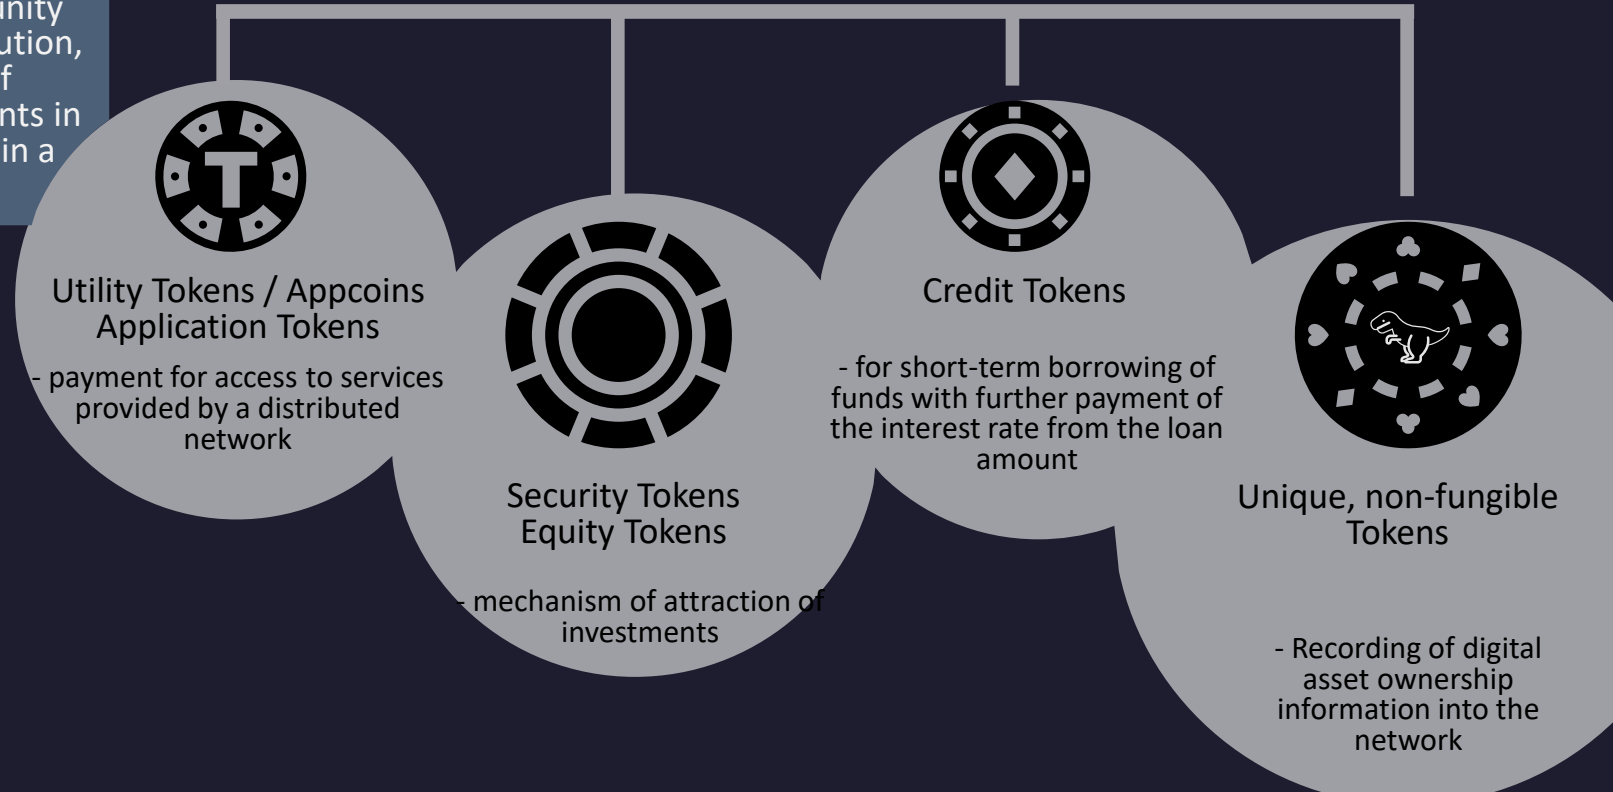 unity
ution,
f
nts in
in a
T
Utility Tokens / Appcoins
Application Tokens
- payment for access to services
provided by a distributed
network
Security Tokens
Equity Tokens
- mechanism of attraction of
investments
Credit Tokens
- for short-term borrowing of
funds with further payment of
the interest rate from the loan
amount
Unique, non-fungible
Tokens
- Recording of digital
asset ownership
information into the
network